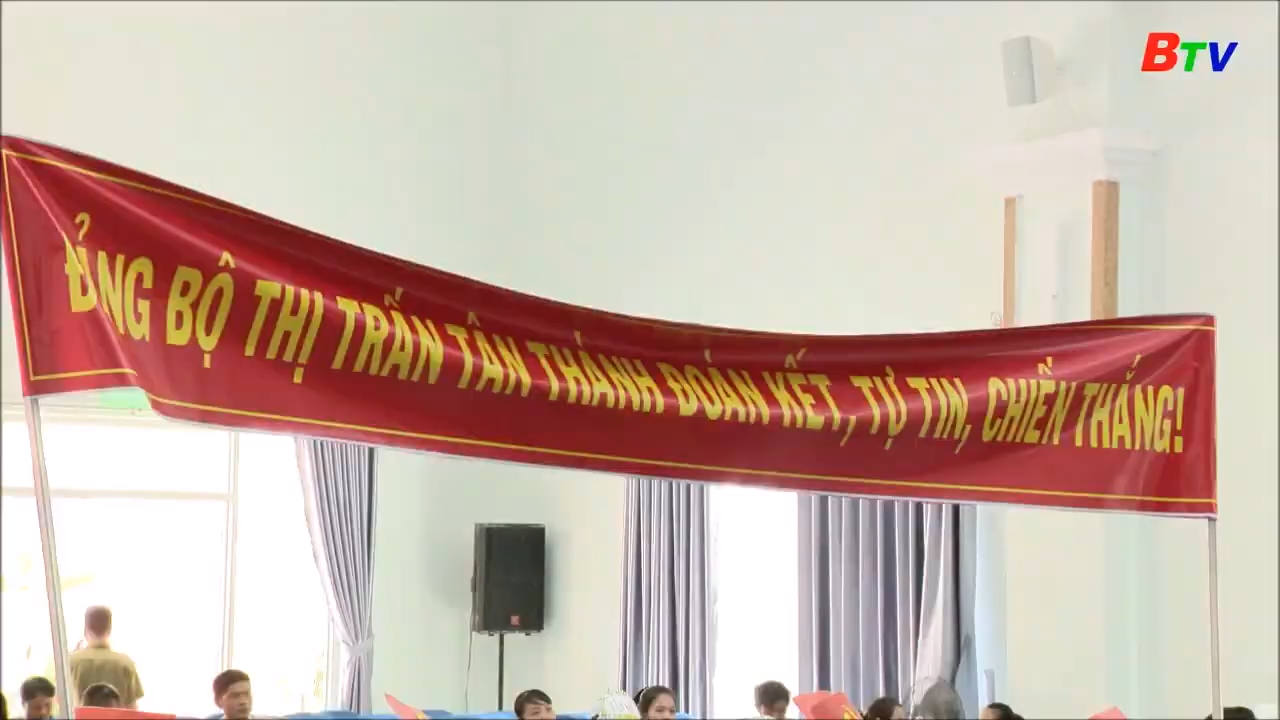 BTV
ĐẢNG BỘ THỊ TRẤN TÂN THÀNH ĐOÀN KẾT, TỰ TIN, CHIẾN THẮNG!